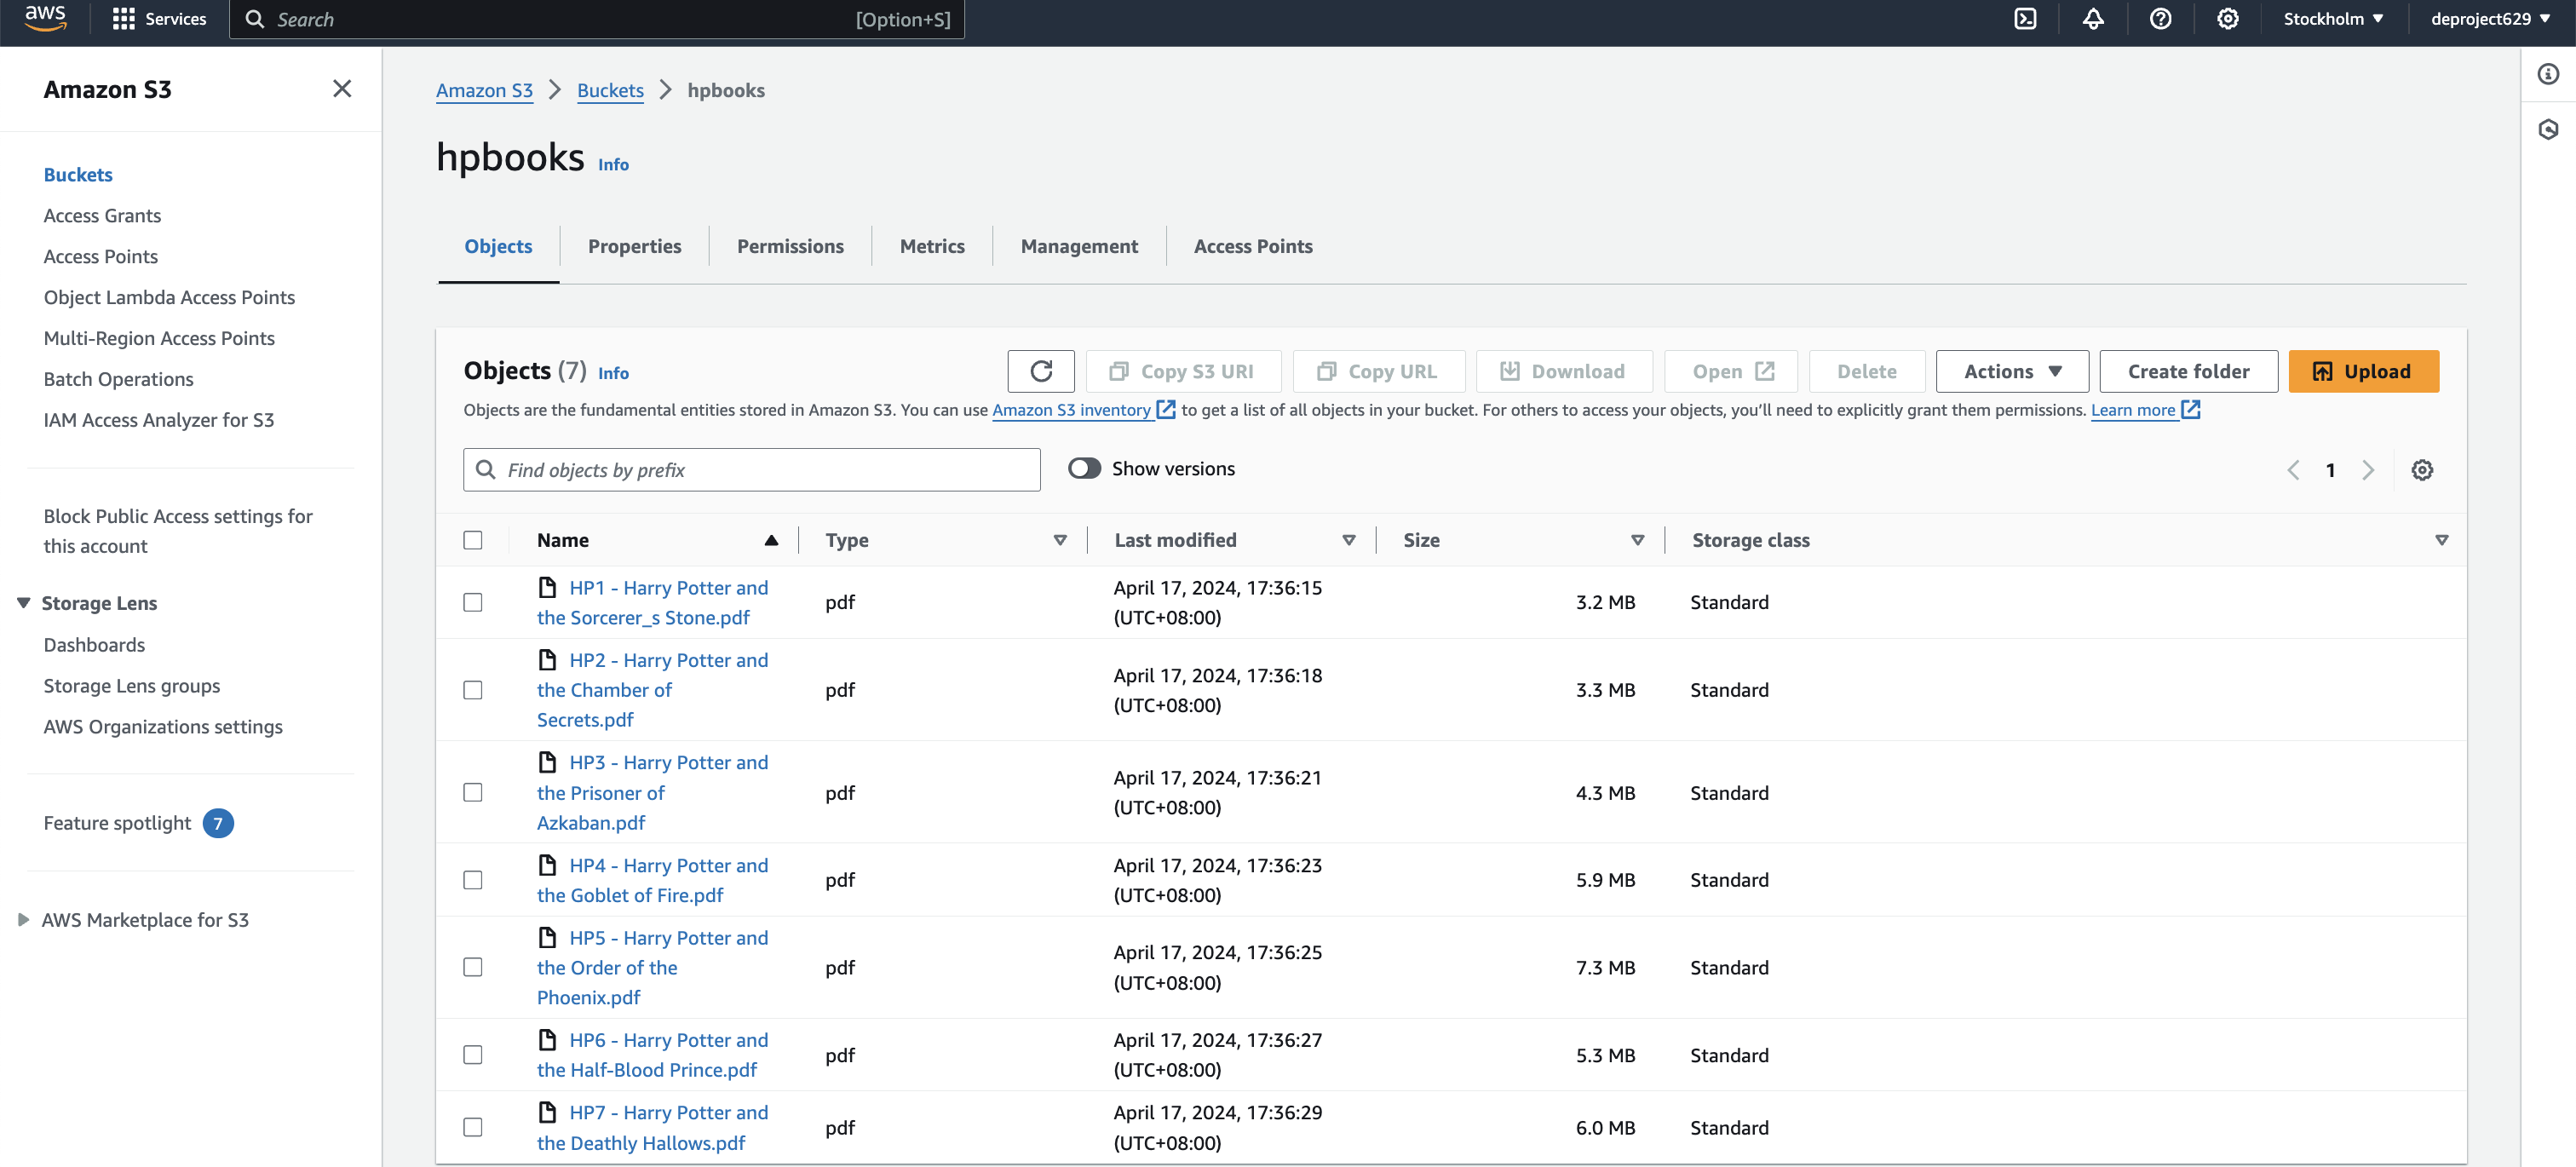 aws
Services
Search
[Option+S]
Stockholm
deproject629
Amazon S3
Buckets
Access Grants
Access Points
Object Lambda Access Points
Multi-Region Access Points
Batch Operations
IAM Access Analyzer for S3
Block Public Access settings for
this account
Storage Lens
Dashboards
Storage Lens groups
AWS Organizations settings
Feature spotlight 7
AWS Marketplace for S3
Amazon S3 > Buckets > hpbooks
hpbooks Info
Objects Properties Permissions Metrics Management Access Points
Objects (7) Info
Copy S3 URI Copy URL Download Open Delete Actions Create folder Upload
Objects are the fundamental entities stored in Amazon S3. You can use Amazon S3 inventory to get a list of all objects in your bucket. For others to access your objects, you’ll need to explicitly grant them permissions. Learn more
Find objects by prefix
Show versions
1
Name Type Last modified Size Storage class
HP1 - Harry Potter and
the Sorcerer_s Stone.pdf
pdf
April 17, 2024, 17:36:15
(UTC+08:00)
3.2 MB
Standard
HP2 - Harry Potter and
the Chamber of
Secrets.pdf
pdf
April 17, 2024, 17:36:18
(UTC+08:00)
3.3 MB
Standard
HP3 - Harry Potter and
the Prisoner of
Azkaban.pdf
pdf
April 17, 2024, 17:36:21
(UTC+08:00)
4.3 MB
Standard
HP4 - Harry Potter and
the Goblet of Fire.pdf
pdf
April 17, 2024, 17:36:23
(UTC+08:00)
5.9 MB
Standard
HP5 - Harry Potter and
the Order of the
Phoenix.pdf
pdf
April 17, 2024, 17:36:25
(UTC+08:00)
7.3 MB
Standard
HP6 - Harry Potter and
the Half-Blood Prince.pdf
pdf
April 17, 2024, 17:36:27
(UTC+08:00)
5.3 MB
Standard
HP7 - Harry Potter and
the Deathly Hallows.pdf
pdf
April 17, 2024, 17:36:29
(UTC+08:00)
6.0 MB
Standard